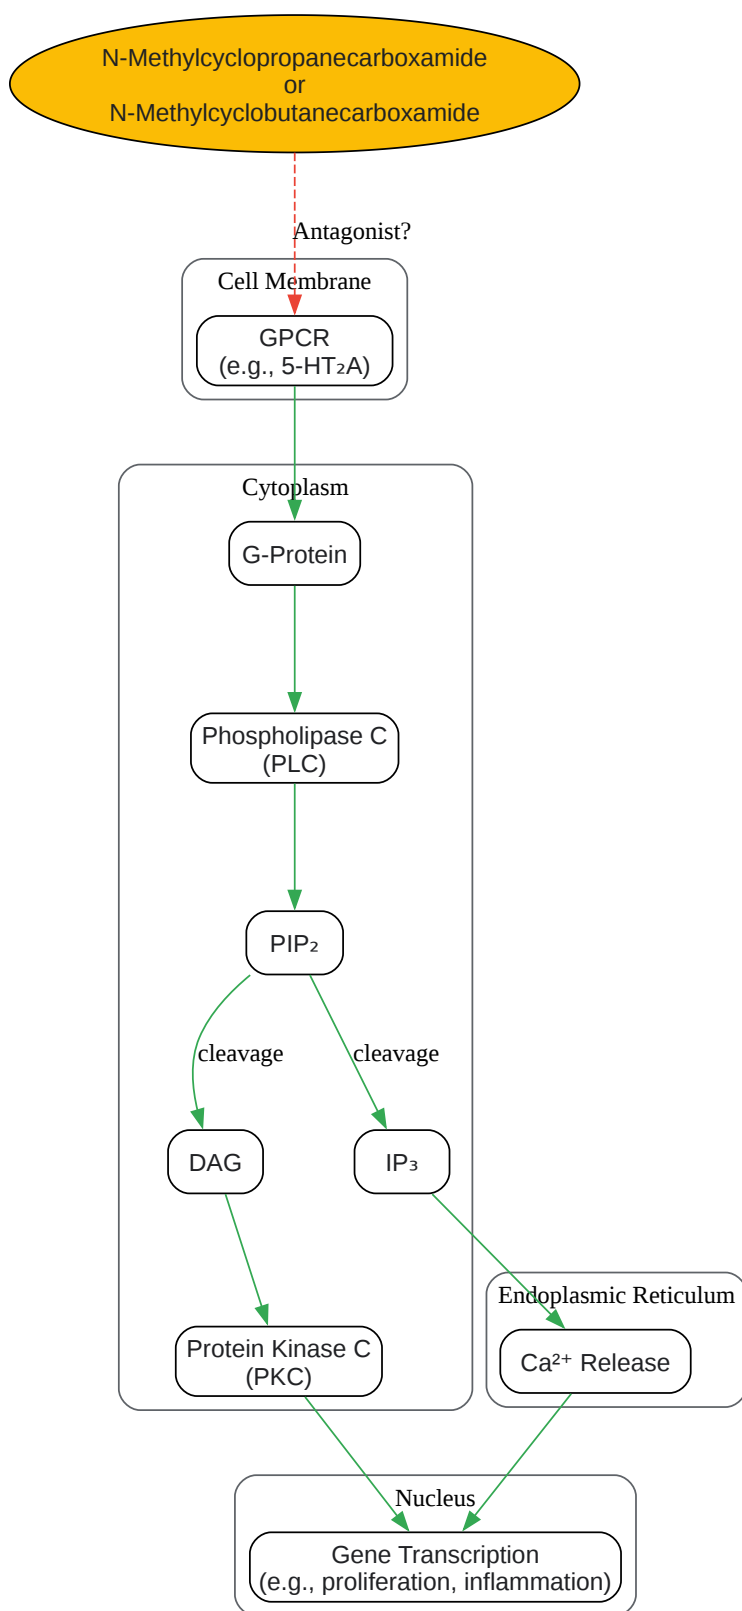 N-Methylcyclopropanecarboxamide
or
N-Methylcyclobutanecarboxamide
Antagonist?
Cell Membrane
GPCR
(e.g., 5-HT₂A)
Cytoplasm
G-Protein
Phospholipase C
(PLC)
PIP₂
cleavage
cleavage
DAG
IP₃
Endoplasmic Reticulum
Protein Kinase C
(PKC)
Ca²⁺ Release
Nucleus
Gene Transcription
(e.g., proliferation, inflammation)